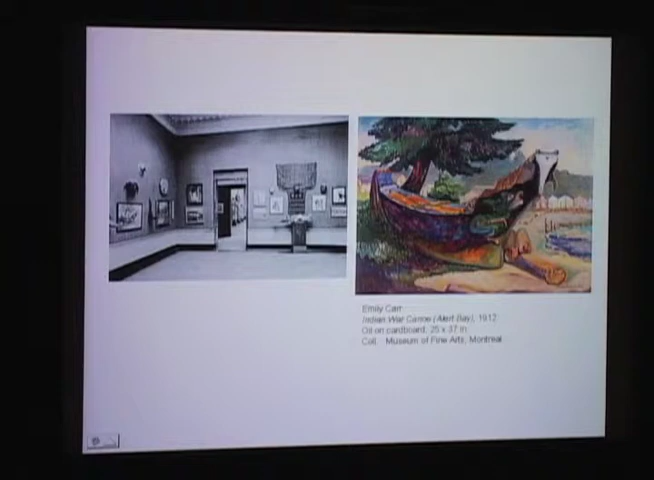 Emily Carr
Indian War Canoe (Alert Bay), 1912
Oil on cardboard, 25 x 37 in
Coll. Museum of Fine Arts, Montreal